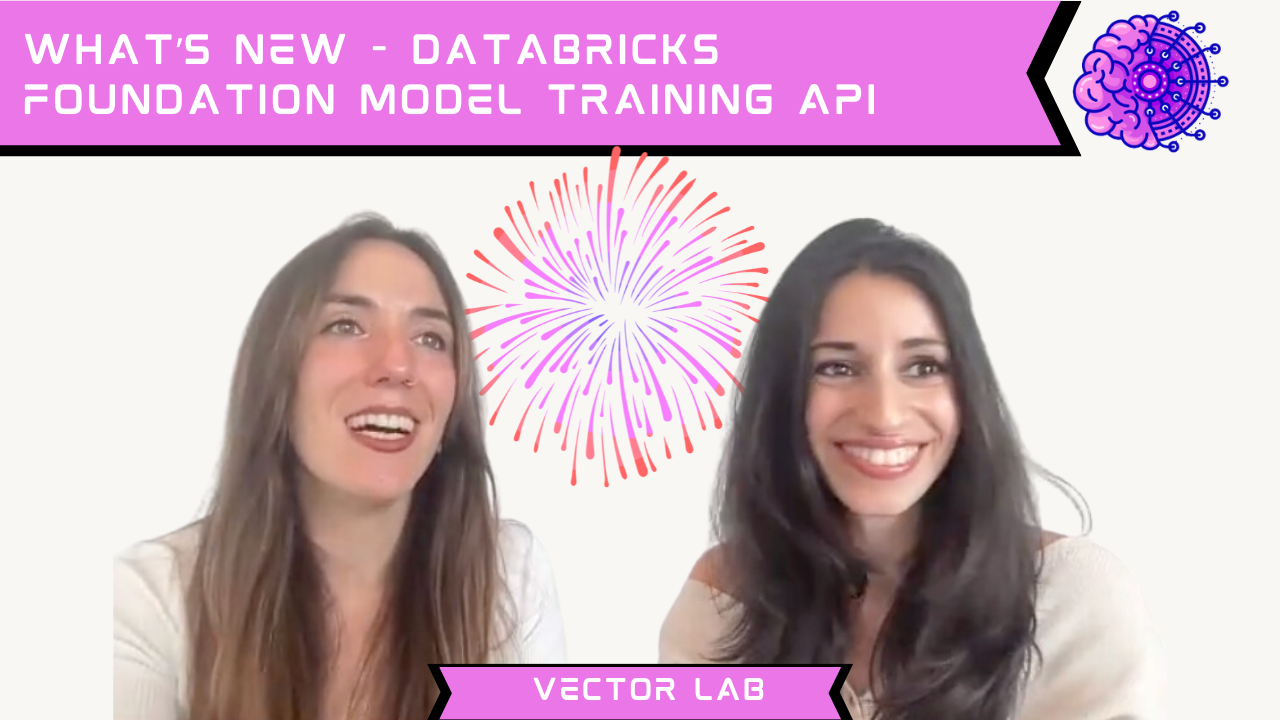 WHAT'S NEW - DATABRICKS
FOUNDATION MODEL TRAINING API
VECTOR LAB